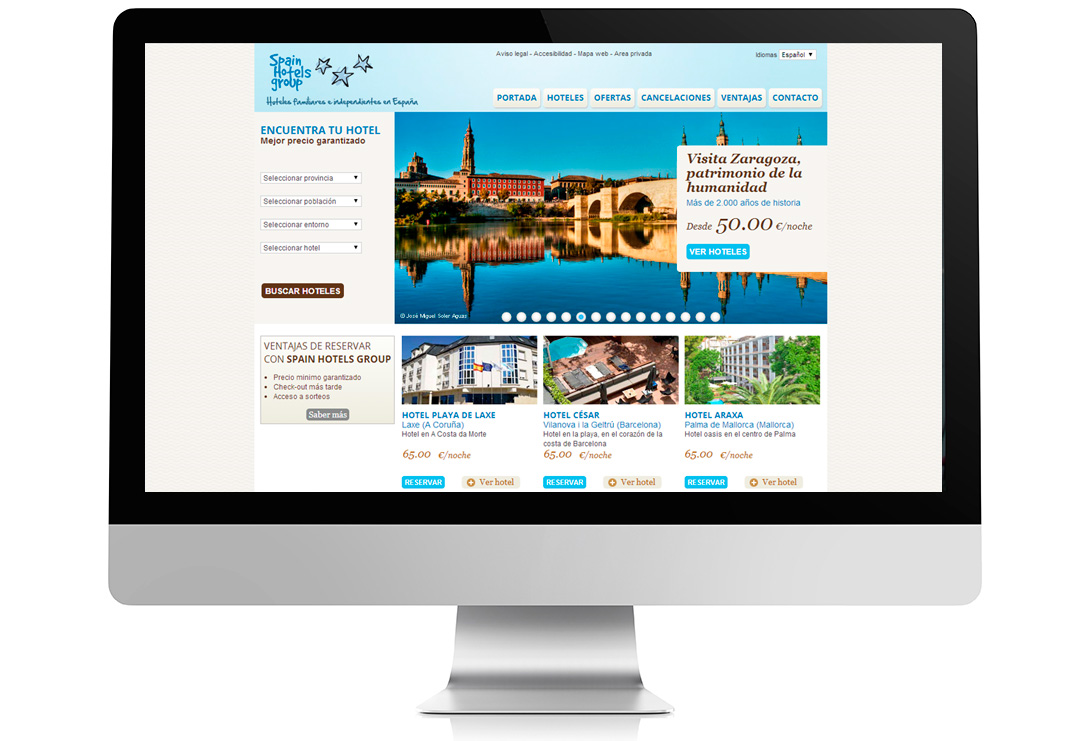 Spain
Hotels
group
Hoteles familiares e independientes en España
Aviso legal - Accesibilidad - Mapa web - Area privada
Idiomas Español
PORTADA HOTELES OFERTAS CANCELACIONES VENTAJAS CONTACTO
ENCUENTRA TU HOTEL
Mejor precio garantizado
Seleccionar provincia
Seleccionar población
Seleccionar entorno
Seleccionar hotel
BUSCAR HOTELES
Visita Zaragoza,
patrimonio de la
humanidad
Más de 2.000 años de historia
Desde 50.00 €/noche
VER HOTELES
© José Miguel Soler Aguas
VENTAJAS DE RESERVAR
CON SPAIN HOTELS GROUP
• Precio minimo garantizado
• Check-out más tarde
• Acceso a sorteos
Saber más
HOTEL PLAYA DE LAXE
Laxe (A Coruña)
Hotel en A Costa da Morte
65.00 €/noche
RESERVAR Ver hotel
HOTEL CÉSAR
Vilanova i la Geltrú (Barcelona)
Hotel en la playa, en el corazón de la
costa de Barcelona
65.00 €/noche
RESERVAR Ver hotel
HOTEL ARAXA
Palma de Mallorca (Mallorca)
Hotel oasis en el centro de Palma
65.00 €/noche
RESERVAR Ver hotel